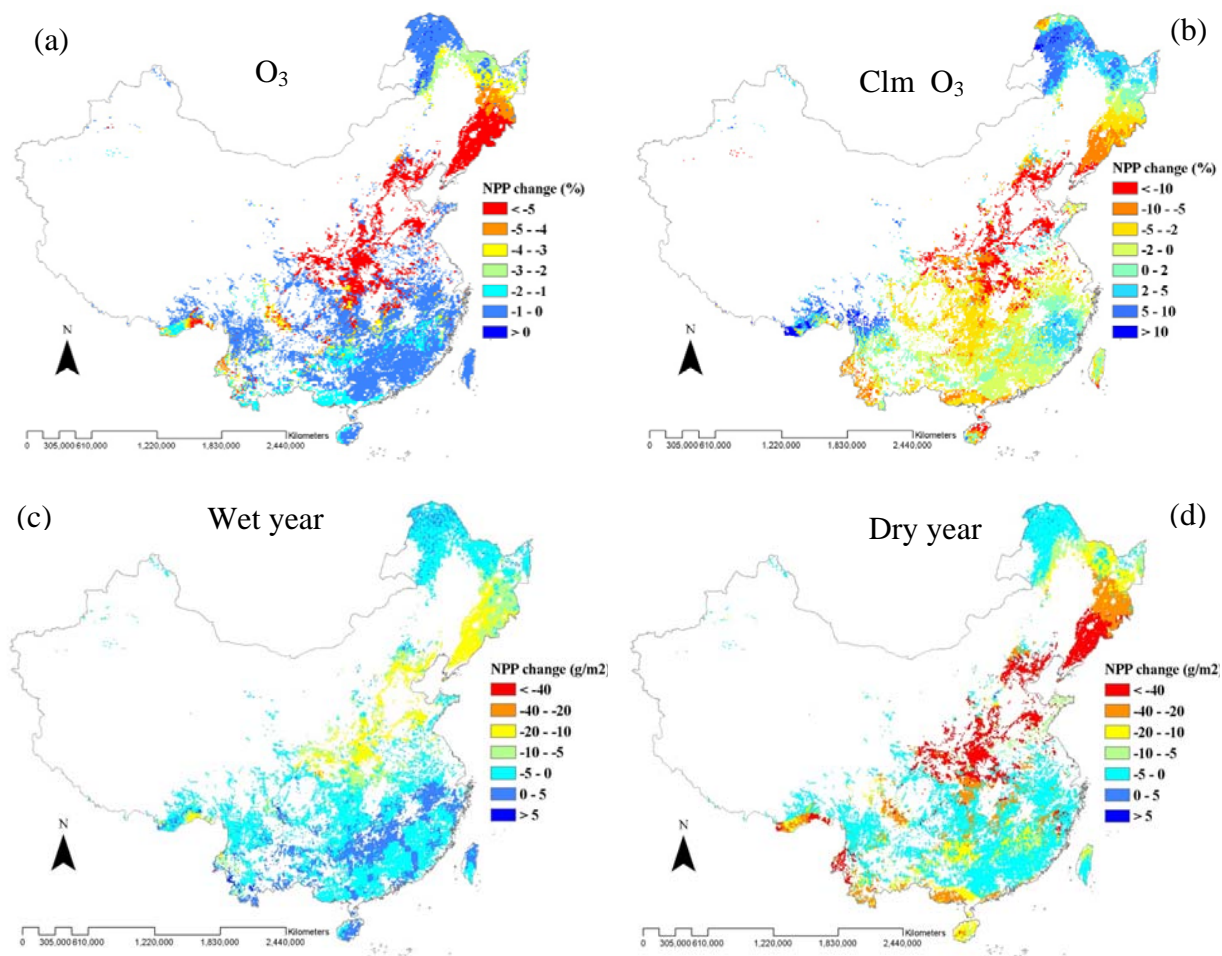 (a)
O3
NPP change (%)
< -5
-5 - -4
-4 - -3
-3 - -2
-2 - -1
-1 - 0
> 0
N
0 305,000 610,000 1,220,000 1,830,000 2,440,000 Kilometers
(b)
Clm O3
NPP change (%)
< -10
-10 - -5
-5 - -2
-2 - 0
0 - 2
2 - 5
5 - 10
> 10
N
0 305,000 610,000 1,220,000 1,830,000 2,440,000 Kilometers
(c)
Wet year
NPP change (g/m2)
< -40
-40 - -20
-20 - -10
-10 - -5
-5 - 0
0 - 5
> 5
N
0 305,000 610,000 1,220,000 1,830,000 2,440,000 Kilometers
(d)
Dry year
NPP change (g/m2)
< -40
-40 - -20
-20 - -10
-10 - -5
-5 - 0
0 - 5
> 5
N
0 305,000 610,000 1,220,000 1,830,000 2,440,000 Kilometers